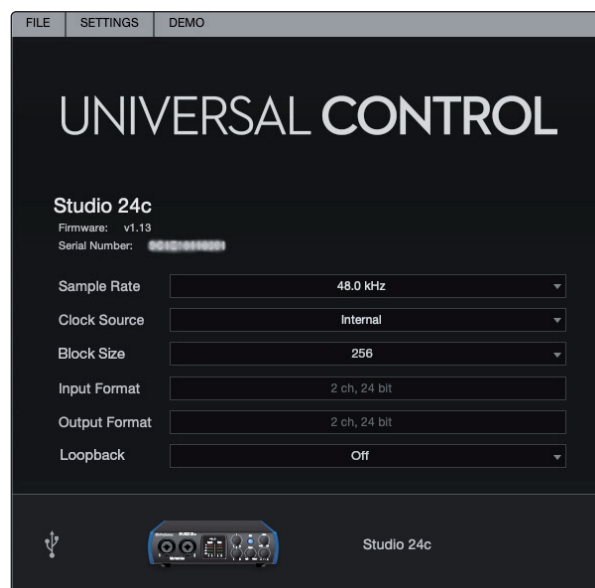 FILE SETTINGS DEMO
UNIVERSAL CONTROL
Studio 24c
Firmware: v1.13
Serial Number:
Sample Rate 48.0 kHz
Clock Source Internal
Block Size 256
Input Format 2 ch, 24 bit
Output Format 2 ch, 24 bit
Loopback Off
Studio 24c